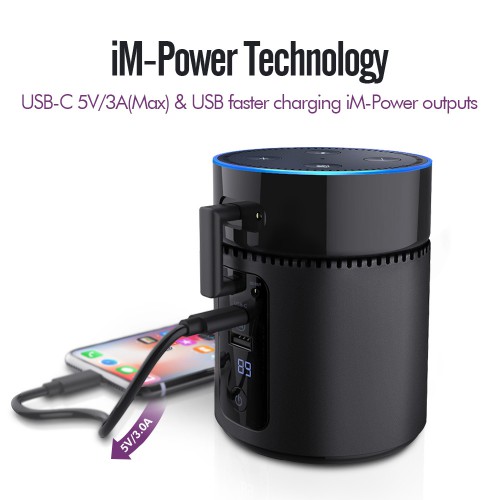 iM-Power Technology
USB-C 5V/3A(Max) & USB faster charging iM-Power outputs
89
5V/3.0A